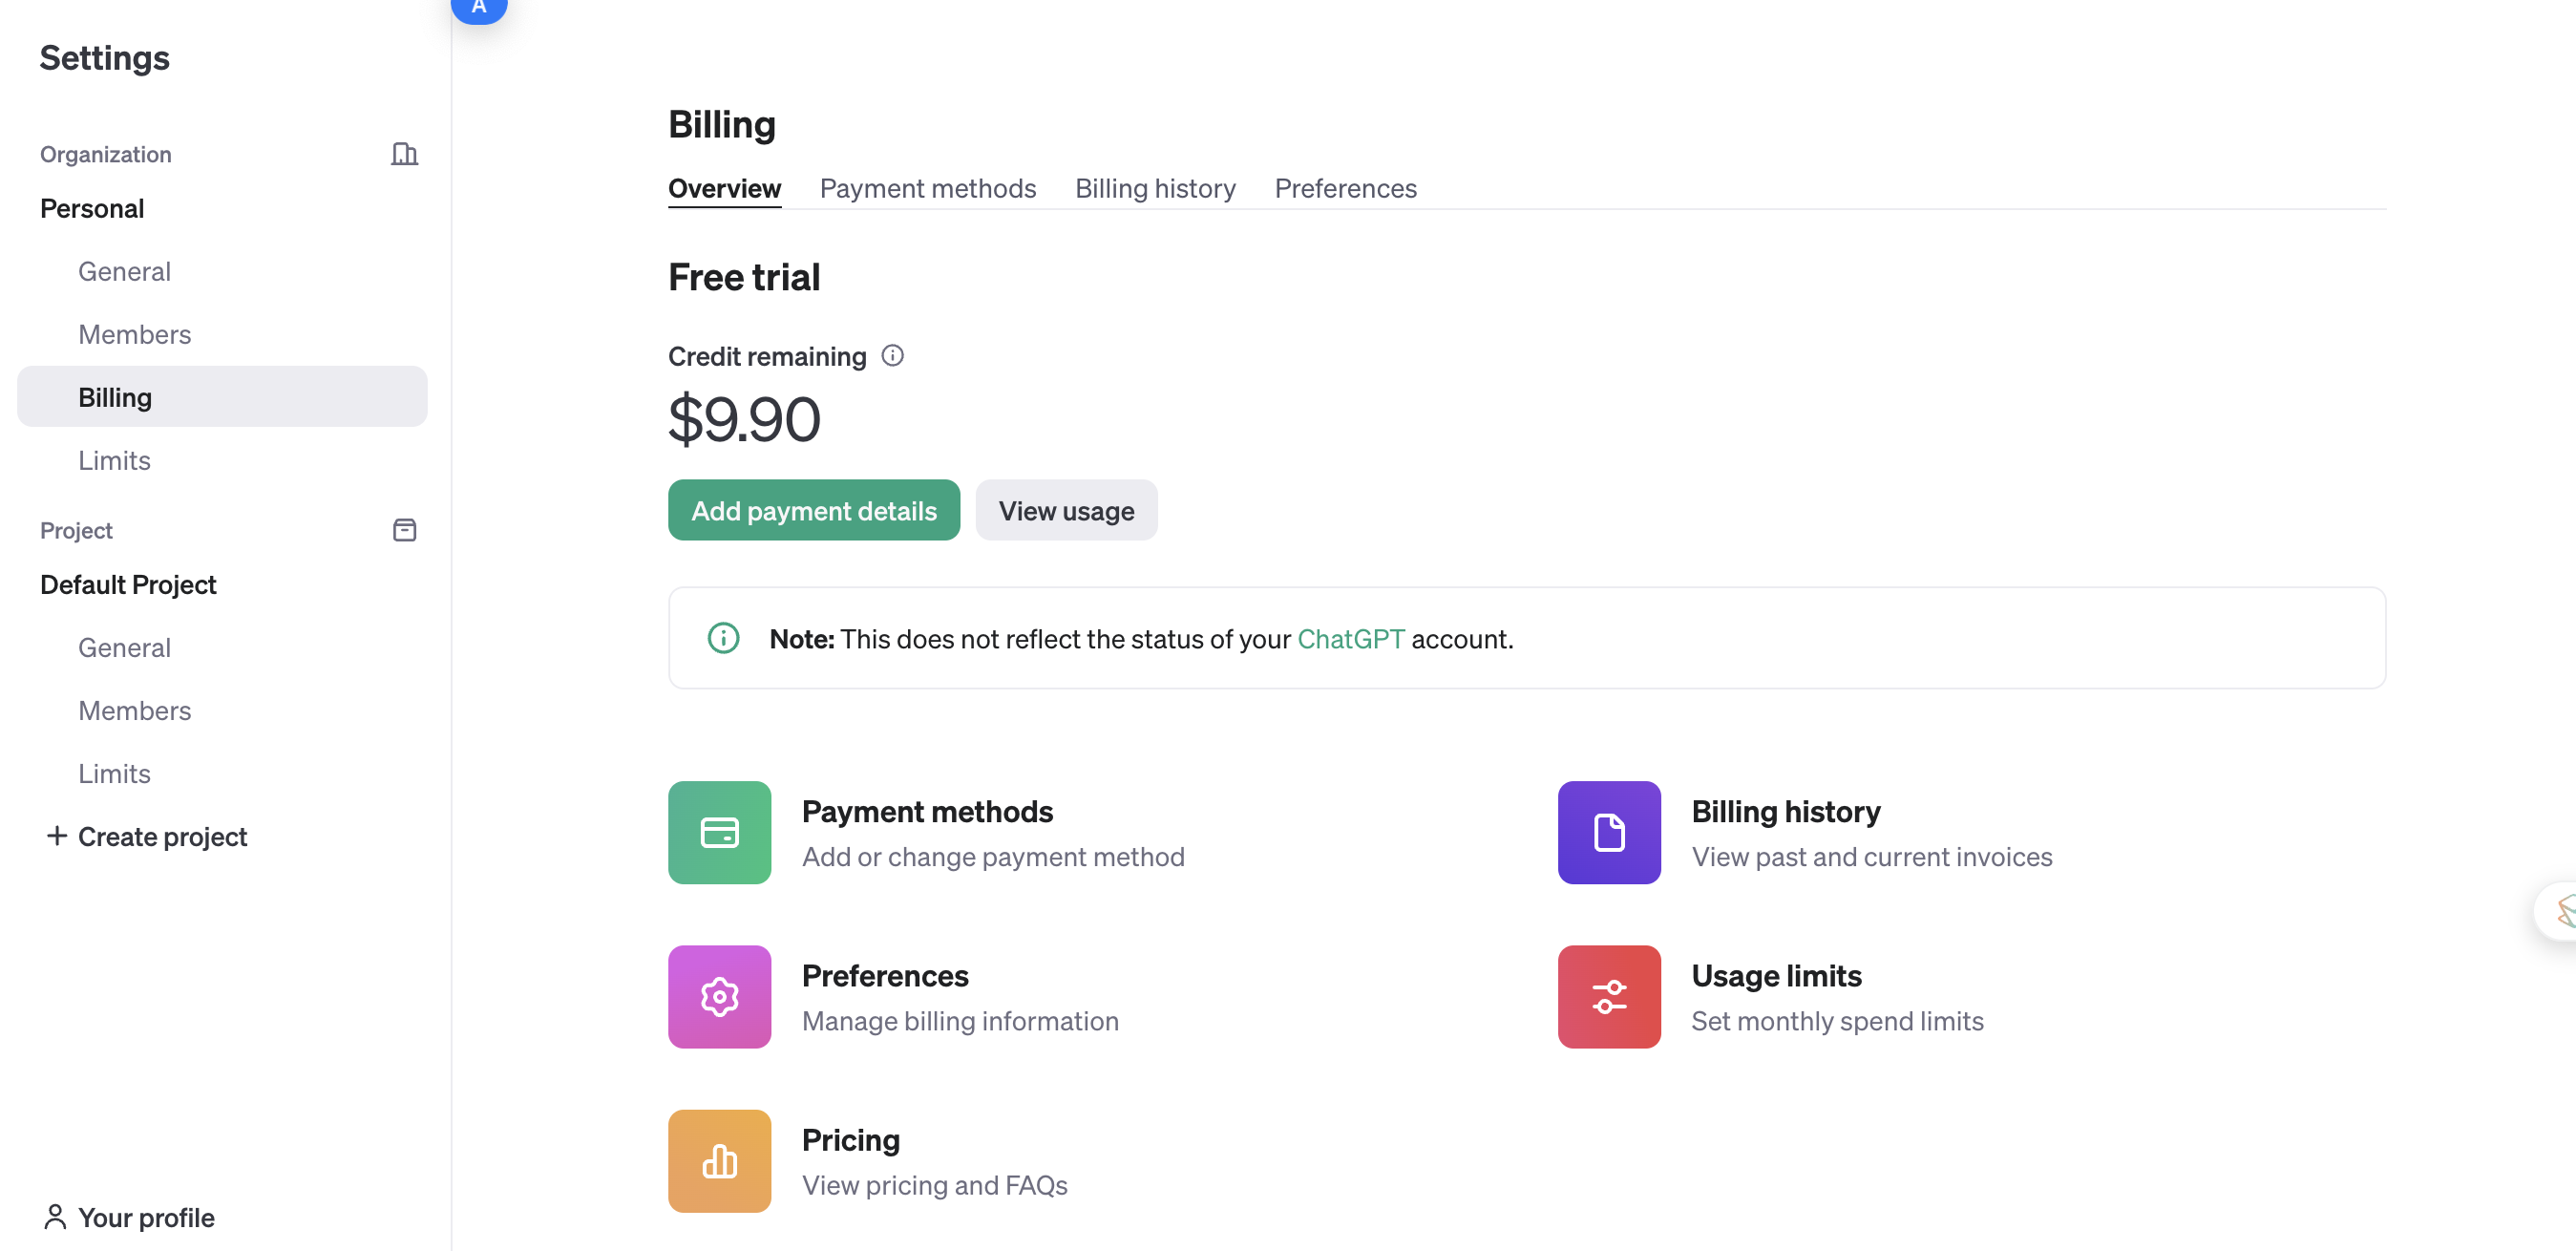 A
Settings
Organization
Personal
General
Members
Billing
Limits
Project
Default Project
General
Members
Limits
+ Create project
Your profile
Billing
Overview Payment methods Billing history Preferences
Free trial
Credit remaining
$9.90
Add payment details View usage
Note: This does not reflect the status of your ChatGPT account.
Payment methods
Add or change payment method
Billing history
View past and current invoices
Preferences
Manage billing information
Usage limits
Set monthly spend limits
Pricing
View pricing and FAQs